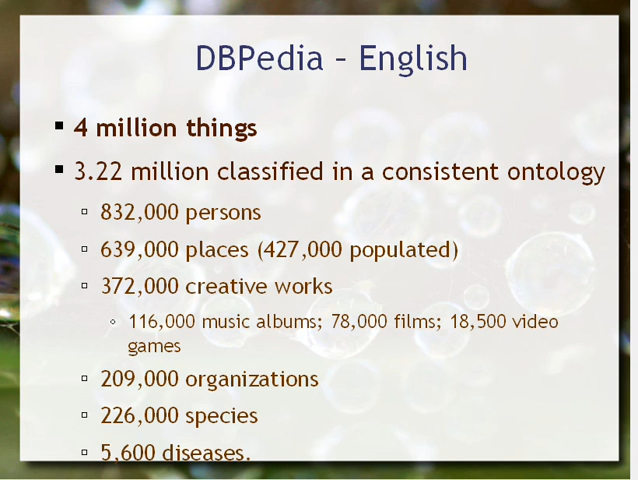 DBPedia – English
4 million things
3.22 million classified in a consistent ontology
832,000 persons
639,000 places (427,000 populated)
372,000 creative works
116,000 music albums; 78,000 films; 18,500 video
games
209,000 organizations
226,000 species
5,600 diseases.